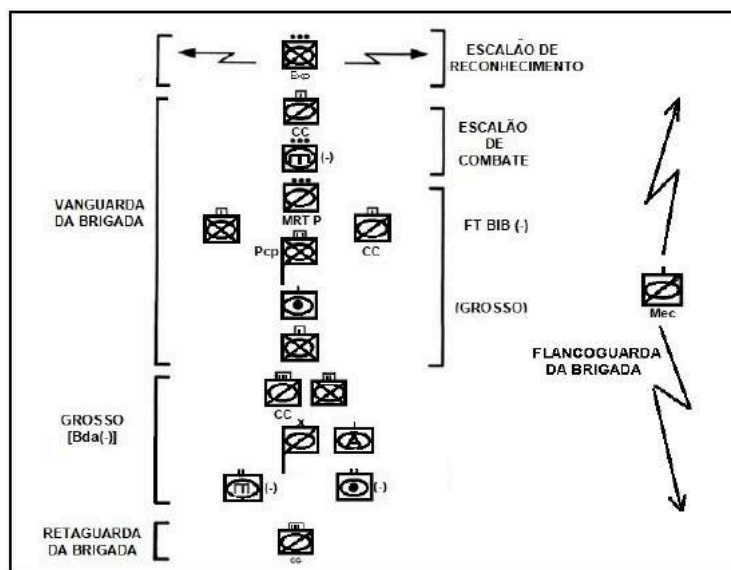 ESCALÃO DE
RECONHECIMENTO
Exp
CC
ESCALÃO
DE
COMBATE
(-)
VANGUARDA
DA BRIGADA
MRT P
FT BIB (-)
Pcp
CC
(GROSSO)
Mec
FLANCOGUARDA
DA BRIGADA
CC
GROSSO
[Bda(-)]
X
A
(-)
(-)
RETAGUARDA
DA BRIGADA